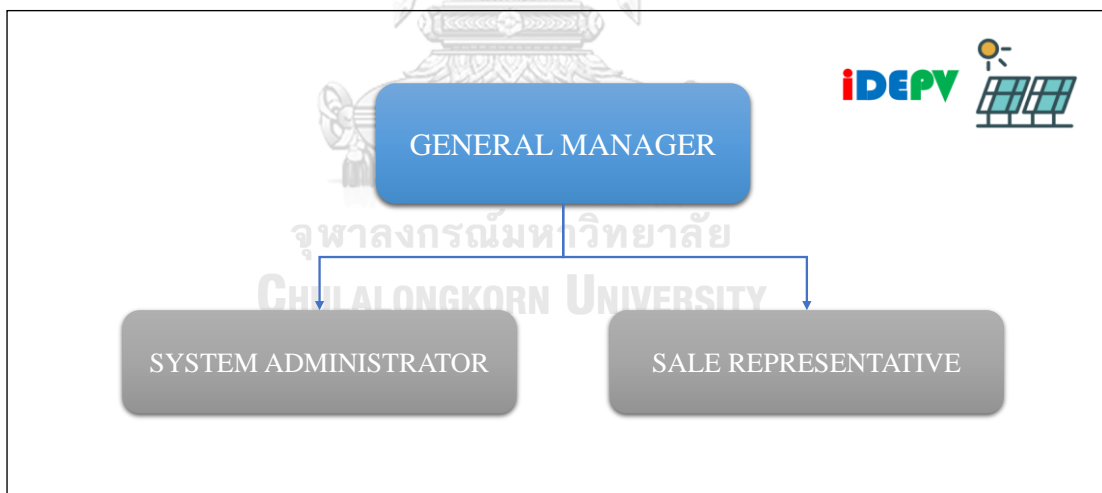 iDEPV
GENERAL MANAGER
จุฬาลงกรณ์มหาวิทยาลัย
CHULALONGKORN UNIVERSITY
SYSTEM ADMINISTRATOR
SALE REPRESENTATIVE